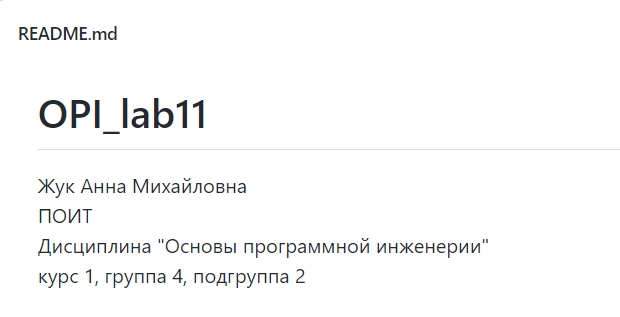 README.md
OPI_lab11
Жук Анна Михайловна
ПОИТ
Дисциплина "Основы программной инженерии"
курс 1, группа 4, подгруппа 2